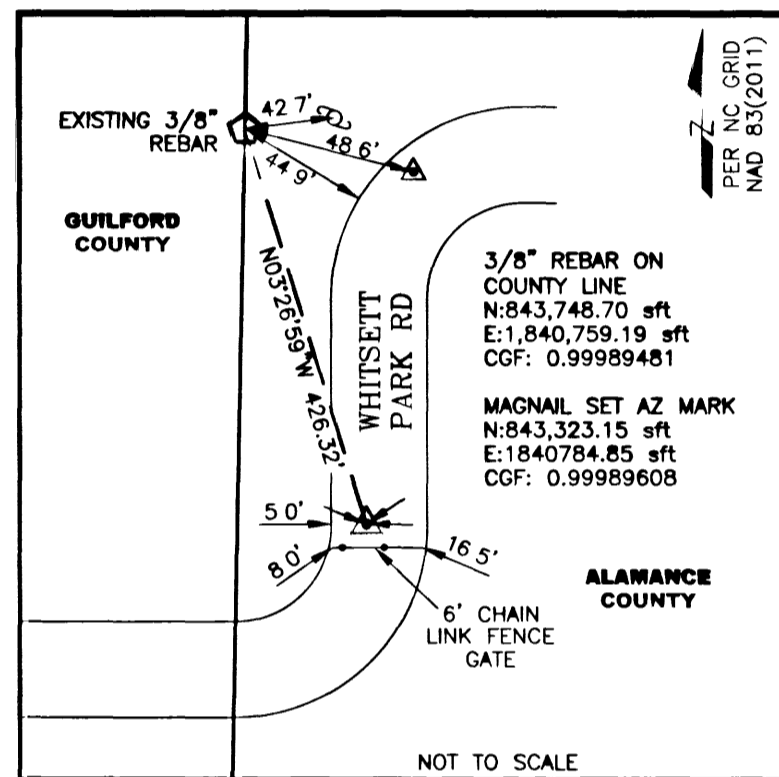 PER NC GRID
NAD 83(2011)
Z
EXISTING 3/8"
REBAR
42 7'
48 6'
44 9'
GUILFORD
COUNTY
N03°26'59"W 426.32'
WHITSETT
PARK RD
3/8" REBAR ON
COUNTY LINE
N:843,748.70 sft
E:1,840,759.19 sft
CGF: 0.99989481
MAGNAIL SET AZ MARK
N:843,323.15 sft
E:1840784.85 sft
CGF: 0.99989608
5 0'
8 0'
16 5'
6' CHAIN
LINK FENCE
GATE
ALAMANCE
COUNTY
NOT TO SCALE